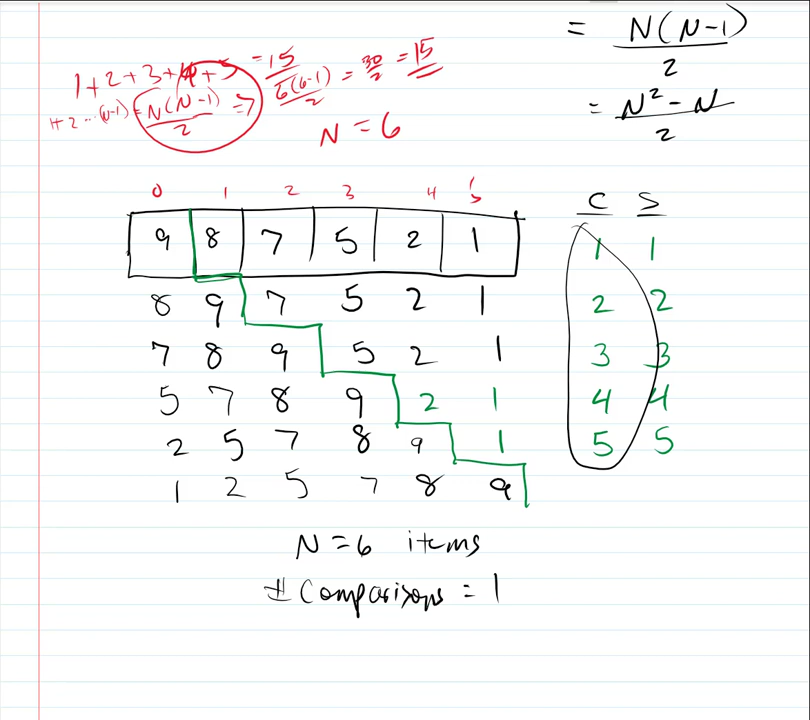 = N(N-1)/2
= N² - N/2
1+2+3+4+5 = 15
1+2...(N-1) = N(N-1)/2 => 6(6-1)/2 = 30/2 = 15
N = 6
0 1 2 3 4 5
9 8 7 5 2 1
8 9 7 5 2 1
7 8 9 5 2 1
5 7 8 9 2 1
2 5 7 8 9 1
1 2 5 7 8 9
C S
1 1
2 2
3 3
4 4
5 5
N = 6 items
# Comparisons = 1